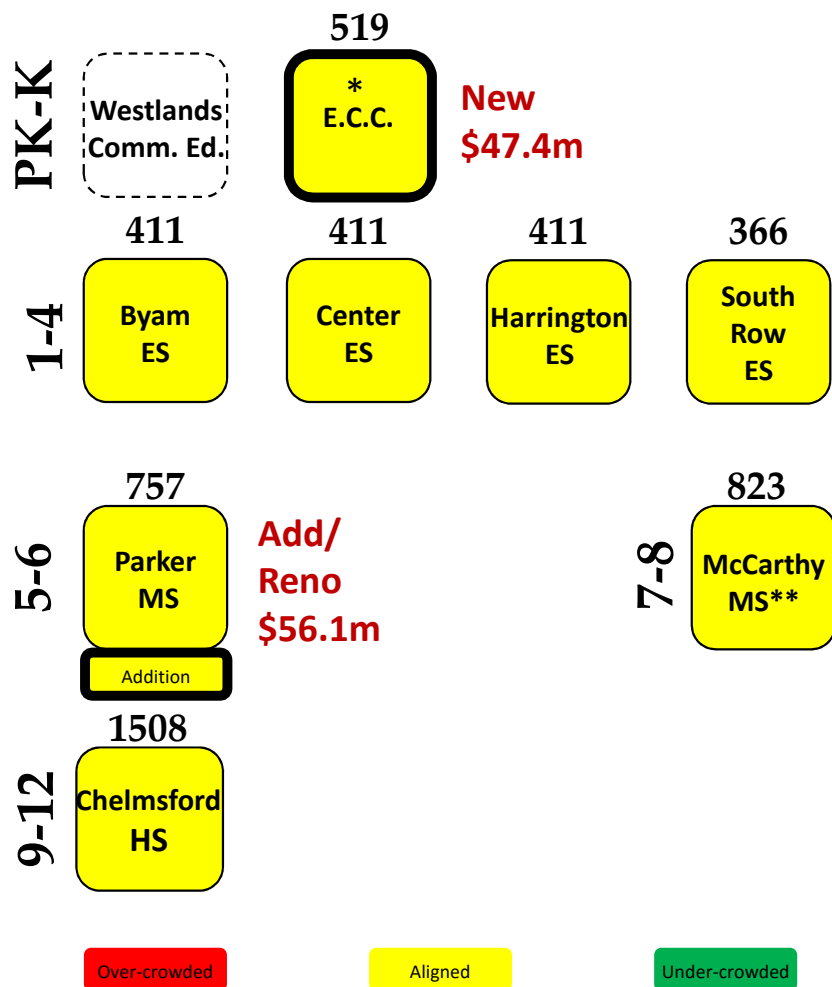 519
PK-K
Westlands
Comm. Ed.
*
E.C.C.
New
$47.4m
411
411
411
366
1-4
Byam
ES
Center
ES
Harrington
ES
South
Row
ES
757
823
5-6
Parker
MS
Add/
Reno
$56.1m
7-8
McCarthy
MS**
Addition
1508
9-12
Chelmsford
HS
Over-crowded
Aligned
Under-crowded